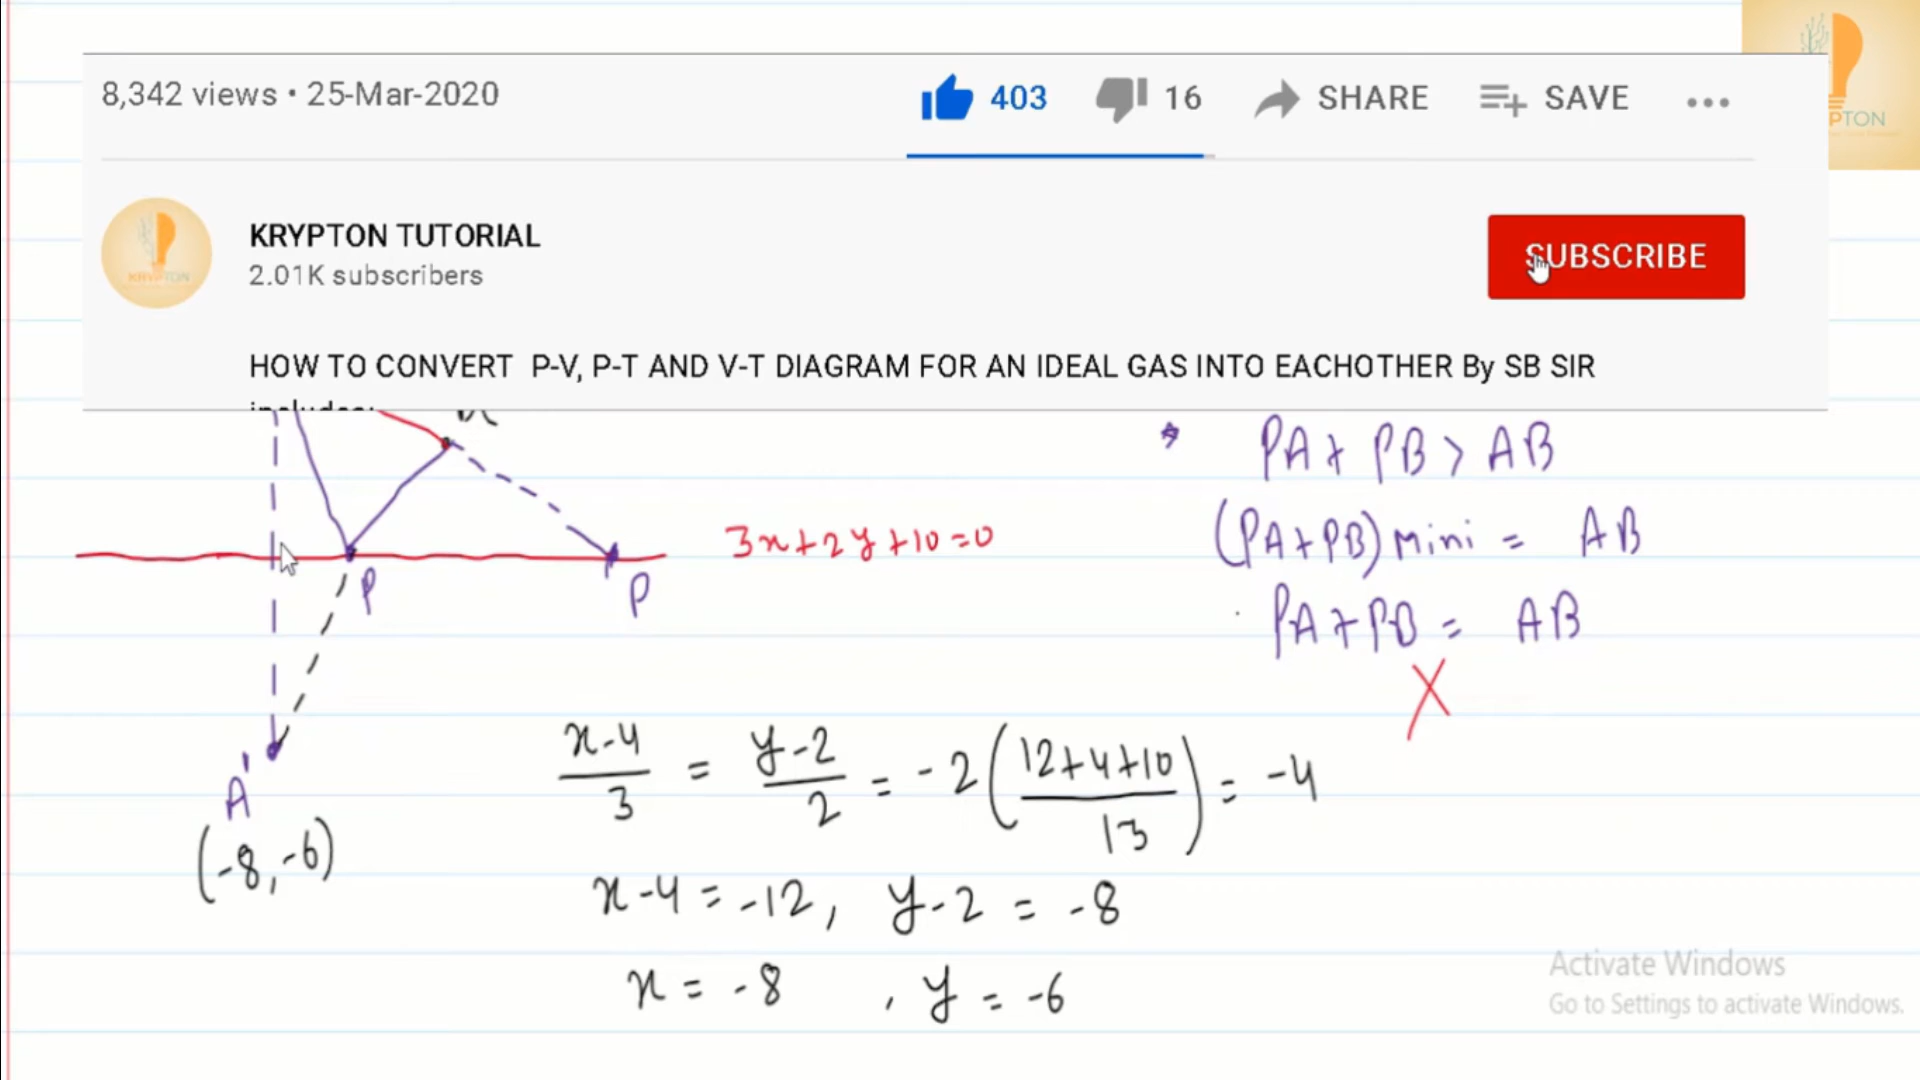 8,342 views • 25-Mar-2020
403 16 SHARE SAVE
PTON
KRYPTON
KRYPTON TUTORIAL
2.01K subscribers
SUBSCRIBE
HOW TO CONVERT P-V, P-T AND V-T DIAGRAM FOR AN IDEAL GAS INTO EACHOTHER By SB SIR
PA + PB > AB
3x+2y+10=0
(PA+PB) mini = AB
P
P
PA+PB = AB
X
A'
(-8,-6)
x-4/3 = y-2/2 = -2(12+4+10/13) = -4
x-4 = -12, y-2 = -8
x = -8 , y = -6
Activate Windows
Go to Settings to activate Windows.